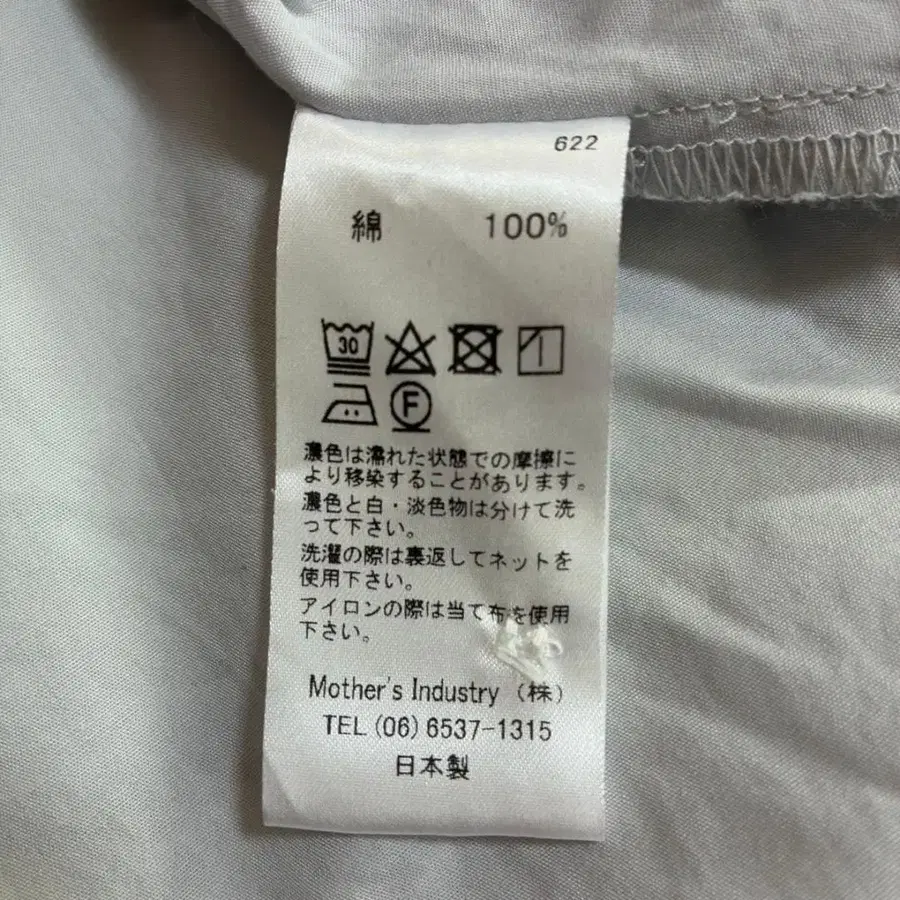 622
綿 100%
30
F
濃色は濡れた状態での摩擦に
より移染することがあります。
濃色と白・淡色物は分けて洗
って下さい。
洗濯の際は裏返してネットを
使用下さい。
アイロンの際は当て布を使用
下さい。
Mother's Industry (株)
TEL (06) 6537-1315
日本製